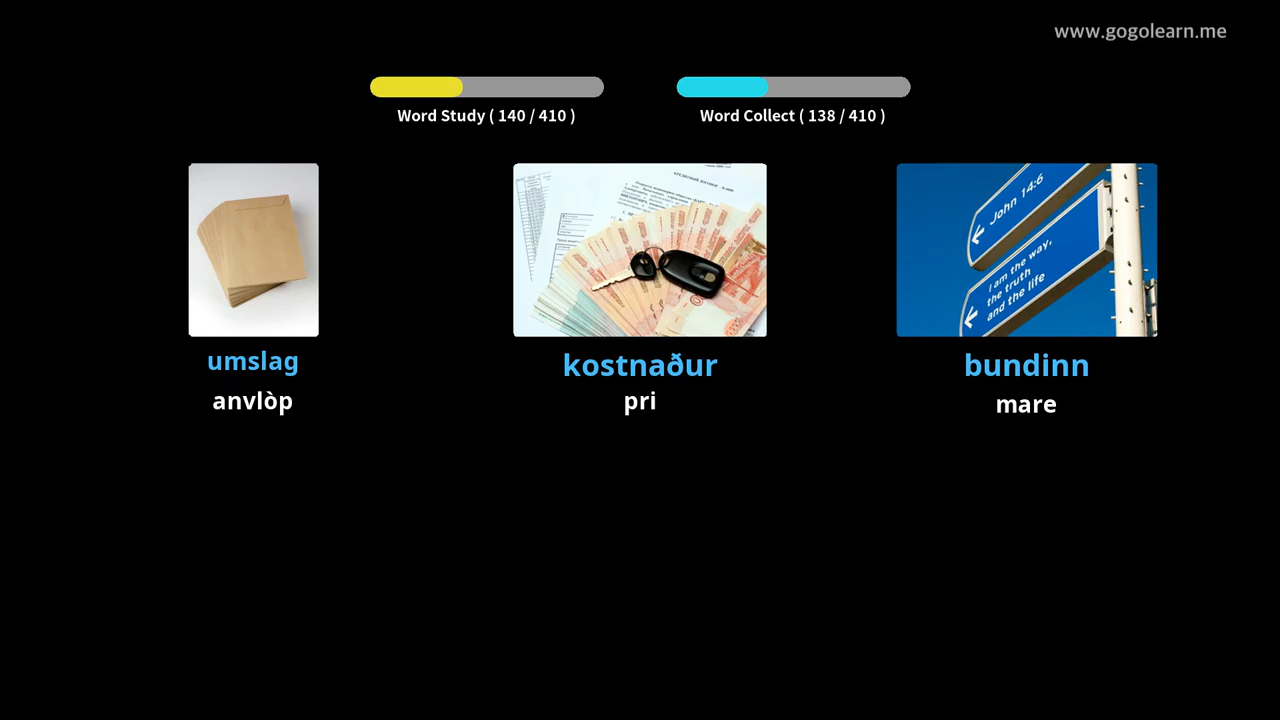 www.gogolearn.me
Word Study ( 140 / 410 )
Word Collect ( 138 / 410 )
John 14:6
I am the way,
the truth
and the life
umslag
kostnaður
bundinn
anvlòp
pri
mare